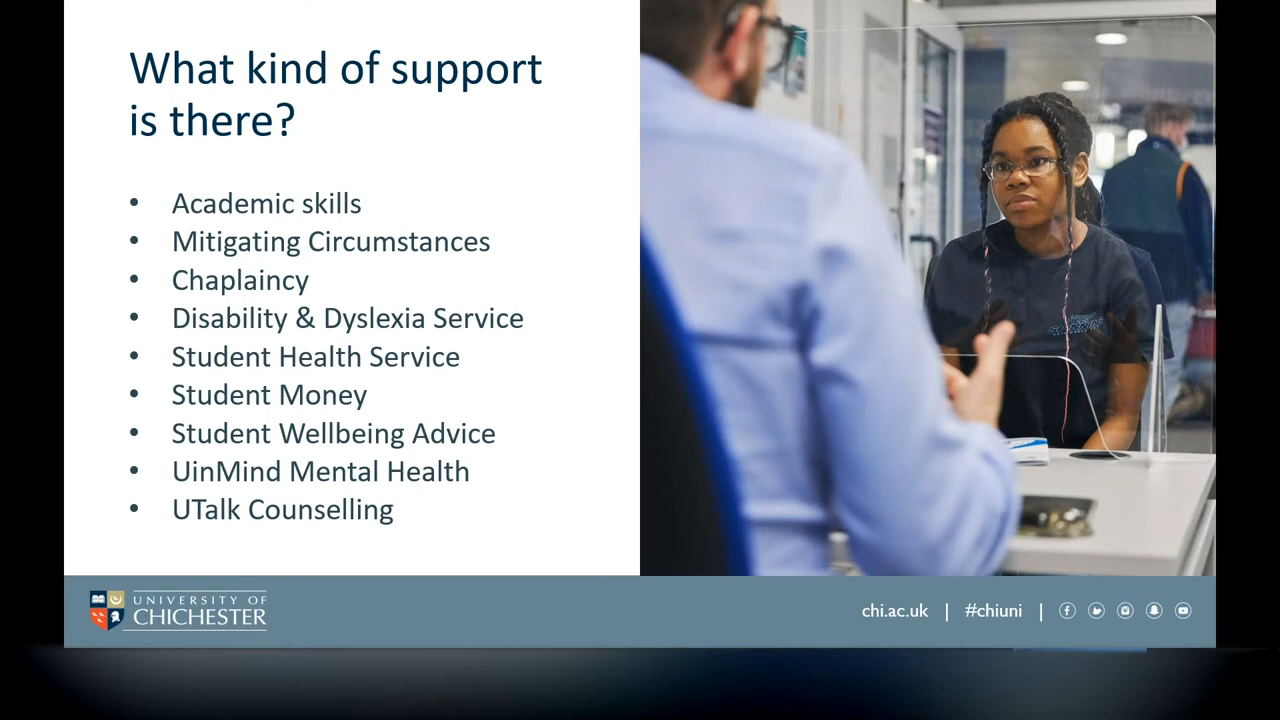 What kind of support
is there?
• Academic skills
• Mitigating Circumstances
• Chaplaincy
• Disability & Dyslexia Service
• Student Health Service
• Student Money
• Student Wellbeing Advice
• UinMind Mental Health
• UTalk Counselling
UNIVERSITY OF
CHICHESTER
chi.ac.uk | #chiuni |